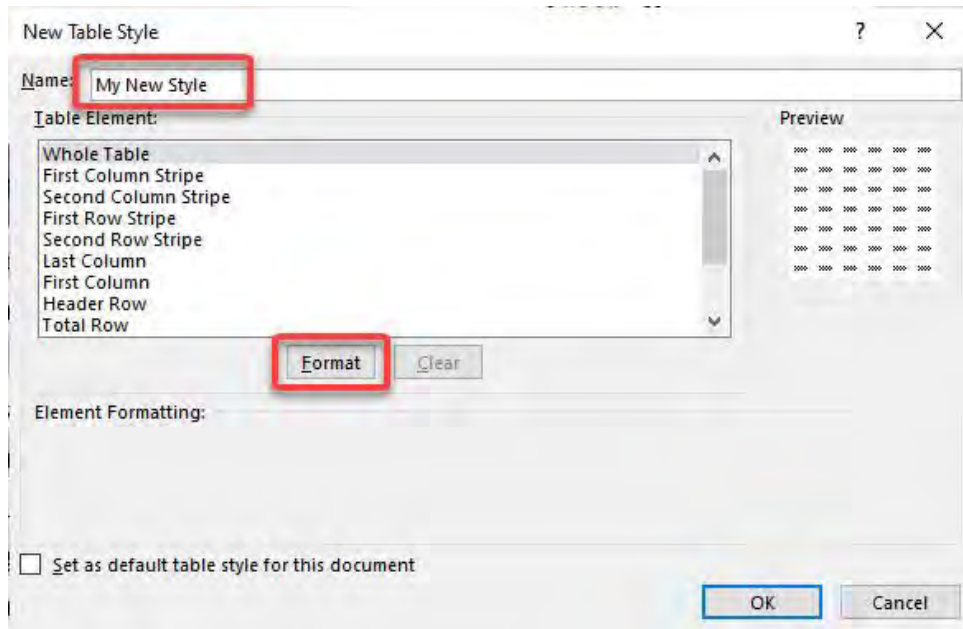 New Table Style
?
Name: My New Style
Table Element:
Preview
Whole Table
First Column Stripe
Second Column Stripe
First Row Stripe
Second Row Stripe
Last Column
First Column
Header Row
Total Row
Format
Clear
Element Formatting:
Set as default table style for this document
OK
Cancel